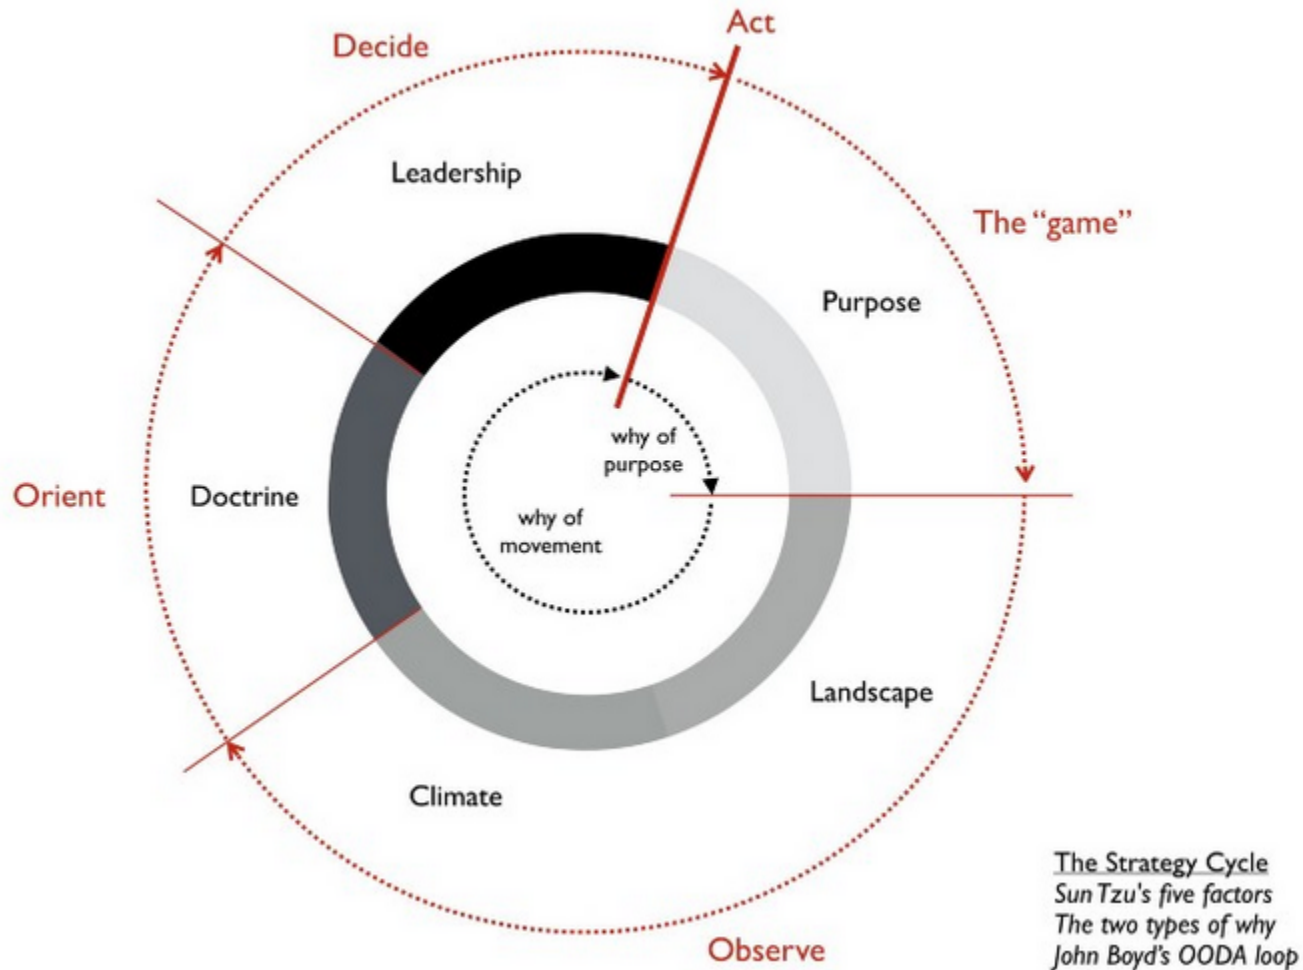 Act
Decide
Leadership
The “game”
Purpose
why of
purpose
Orient
Doctrine
why of
movement
Landscape
Climate
The Strategy Cycle
Sun Tzu's five factors
The two types of why
John Boyd's OODA loop
Observe